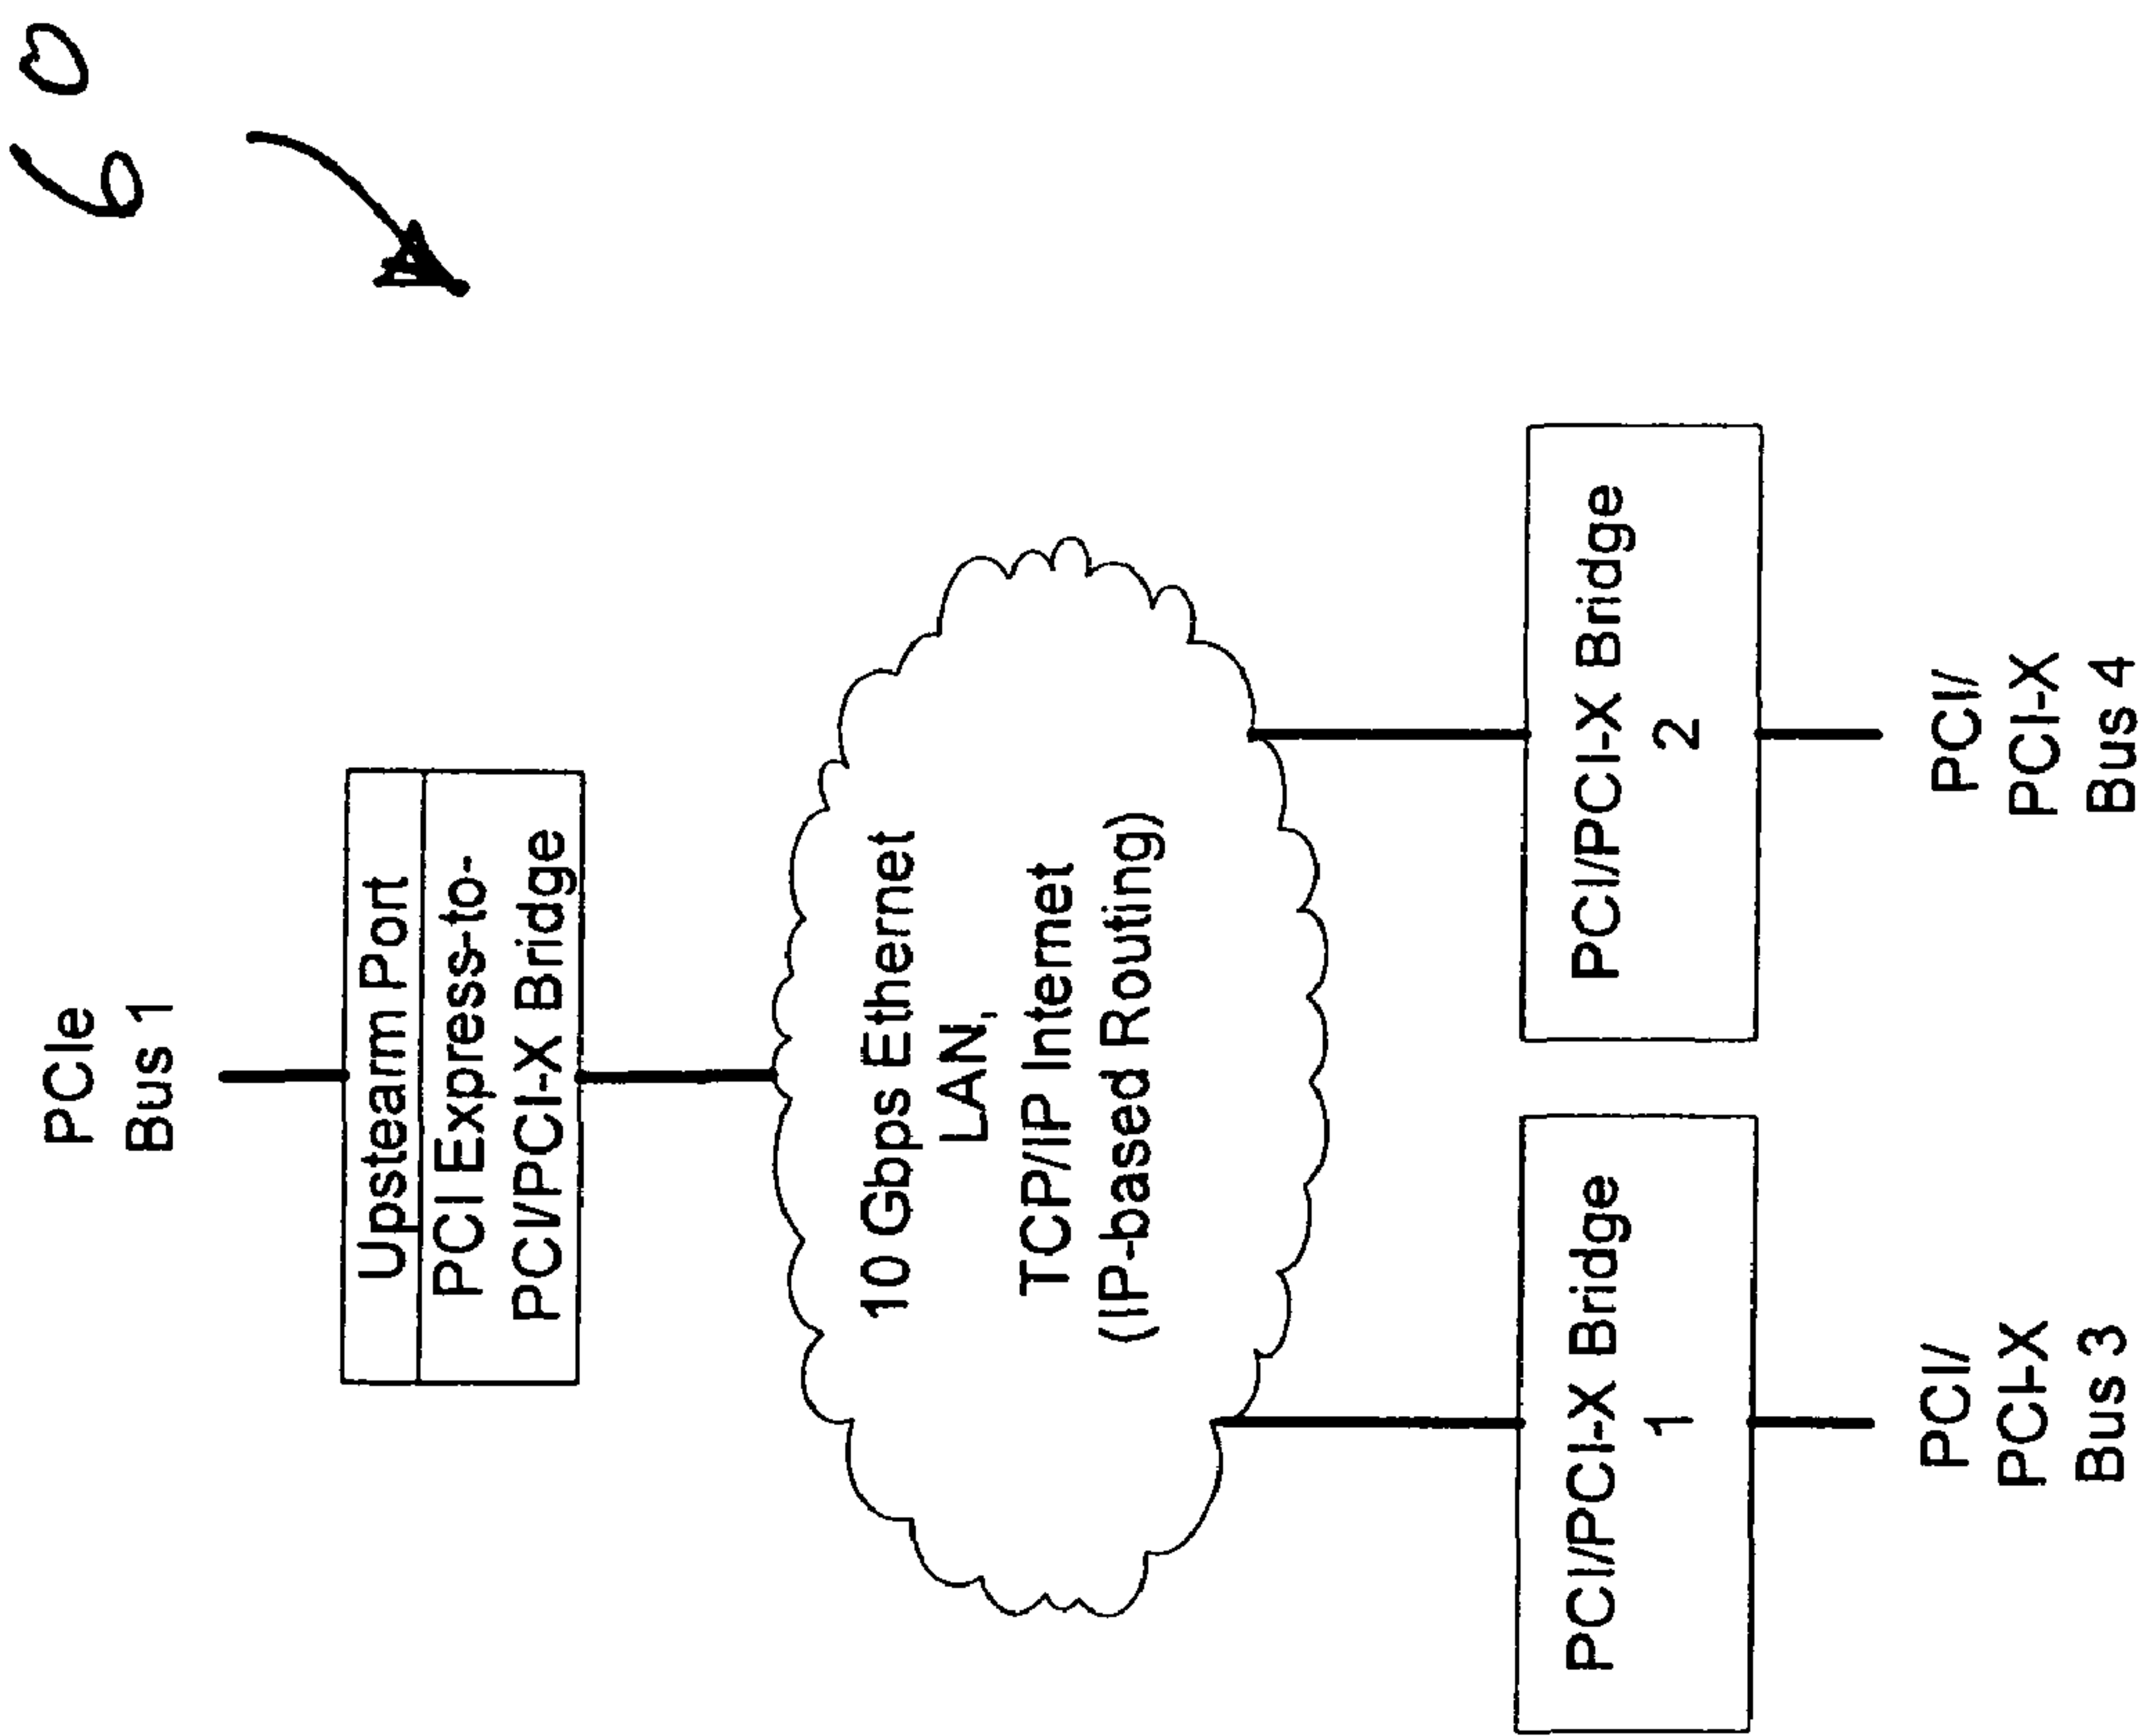 60
PCIe
Bus 1
Upstearm Port
PCI Express-to-
PCI/PCI-X Bridge
10 Gbps Ethernet
LAN,
TCP/IP Internet
(IP-based Routing)
PCI/PCI-X Bridge
1
PCI/PCI-X Bridge
2
PCI/
PCI-X
Bus 3
PCI/
PCI-X
Bus 4